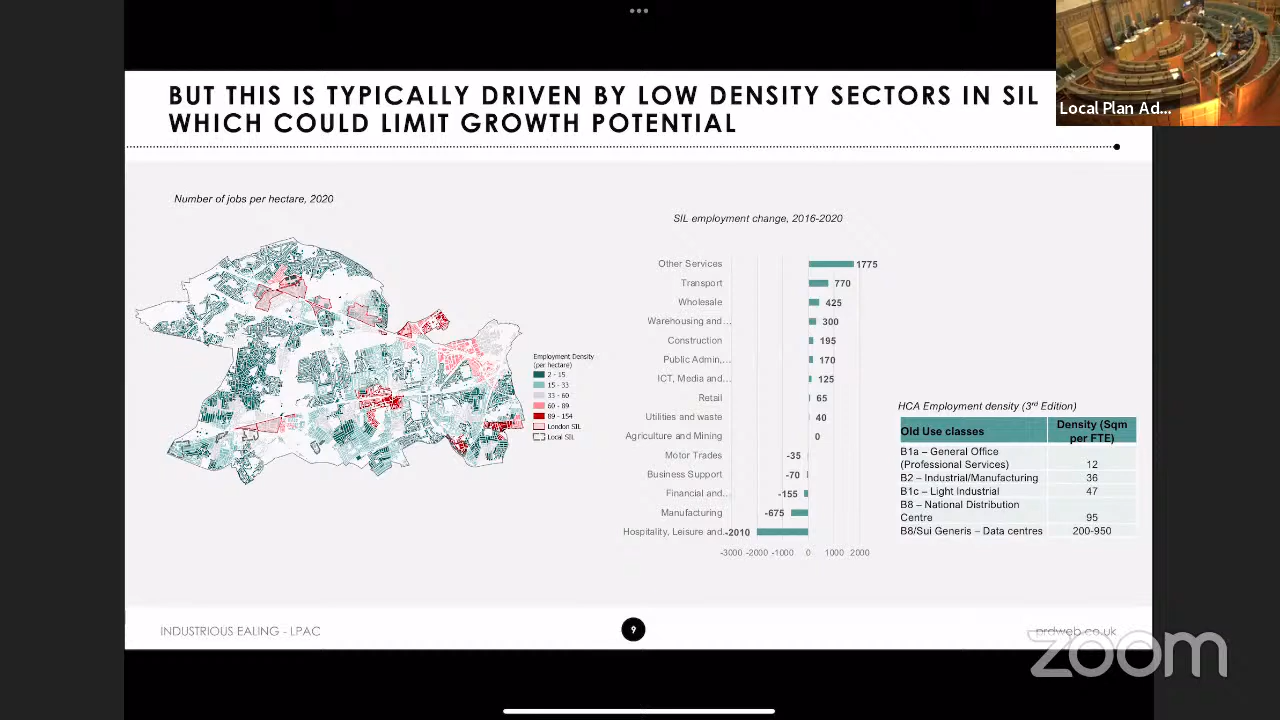 Local Plan Ad...
BUT THIS IS TYPICALLY DRIVEN BY LOW DENSITY SECTORS IN SIL
WHICH COULD LIMIT GROWTH POTENTIAL
Number of jobs per hectare, 2020
Employment Density
(per hectare)
2 - 15
15 - 33
33 - 60
60 - 89
89 - 154
London SIL
Local SIL
SIL employment change, 2016-2020
Other Services 1775
Transport 770
Wholesale 425
Warehousing and... 300
Construction 195
Public Admin,... 170
ICT, Media and... 125
Retail 65
Utilities and waste 40
Agriculture and Mining 0
Motor Trades -35
Business Support -70
Financial and... -155
Manufacturing -675
Hospitality, Leisure and... -2010
-3000 -2000 -1000 0 1000 2000
HCA Employment density (3rd Edition)
Old Use classes Density (Sqm
per FTE)
B1a – General Office
(Professional Services) 12
B2 – Industrial/Manufacturing 36
B1c – Light Industrial 47
B8 – National Distribution
Centre 95
B8/Sui Generis – Data centres 200-950
INDUSTRIOUS EALING - LPAC
9
prdweb.co.uk
zoom